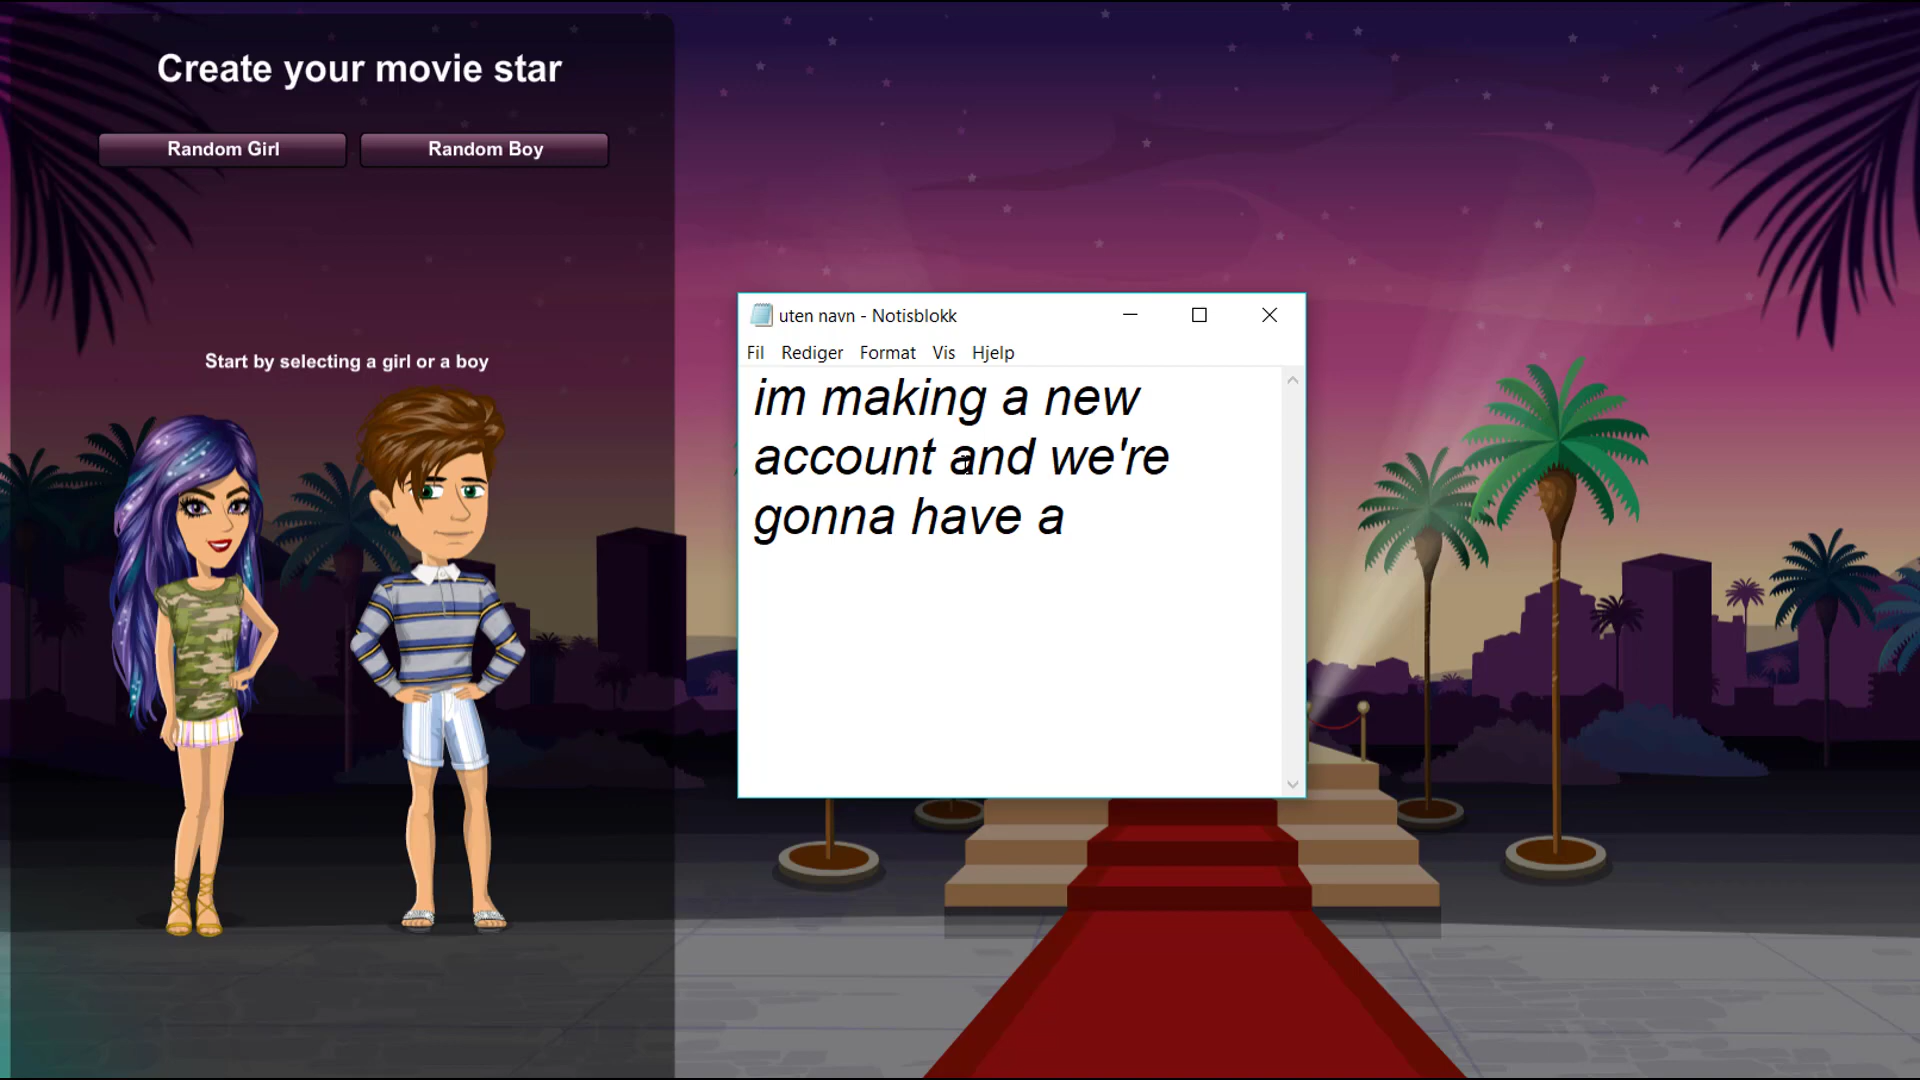 Create your movie star
Random Girl
Random Boy
Start by selecting a girl or a boy
uten navn - Notisblokk
Fil Rediger Format Vis Hjelp
im making a new
account and we're
gonna have a